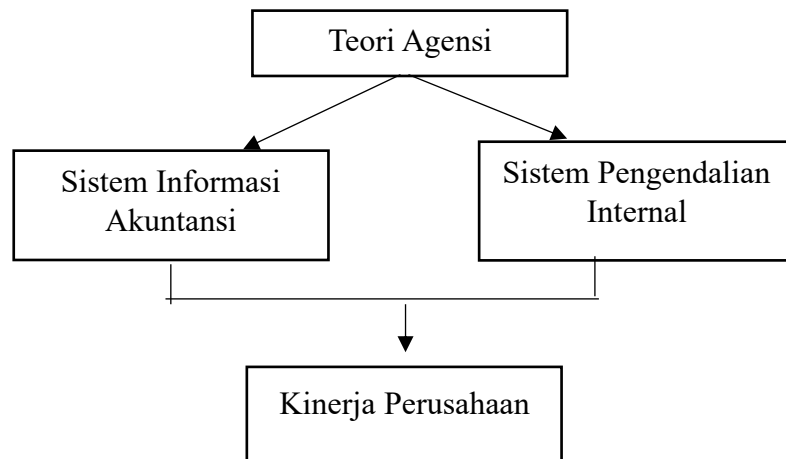 Teori Agensi
Sistem Informasi
Akuntansi
Sistem Pengendalian
Internal
Kinerja Perusahaan